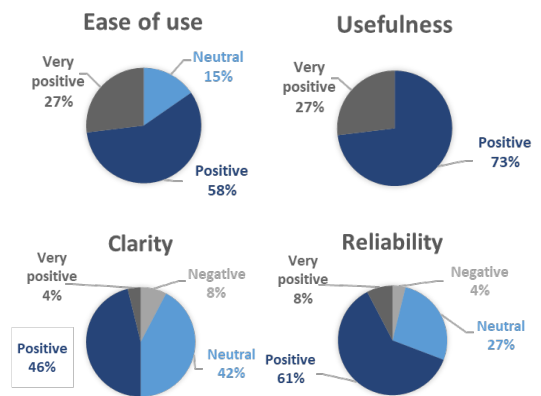 Ease of use
Neutral
15%
Very
positive
27%
Positive
58%
Usefulness
Very
positive
27%
Positive
73%
Clarity
Very
positive
4%
Negative
8%
Positive
46%
Neutral
42%
Reliability
Very
positive
8%
Negative
4%
Neutral
27%
Positive
61%